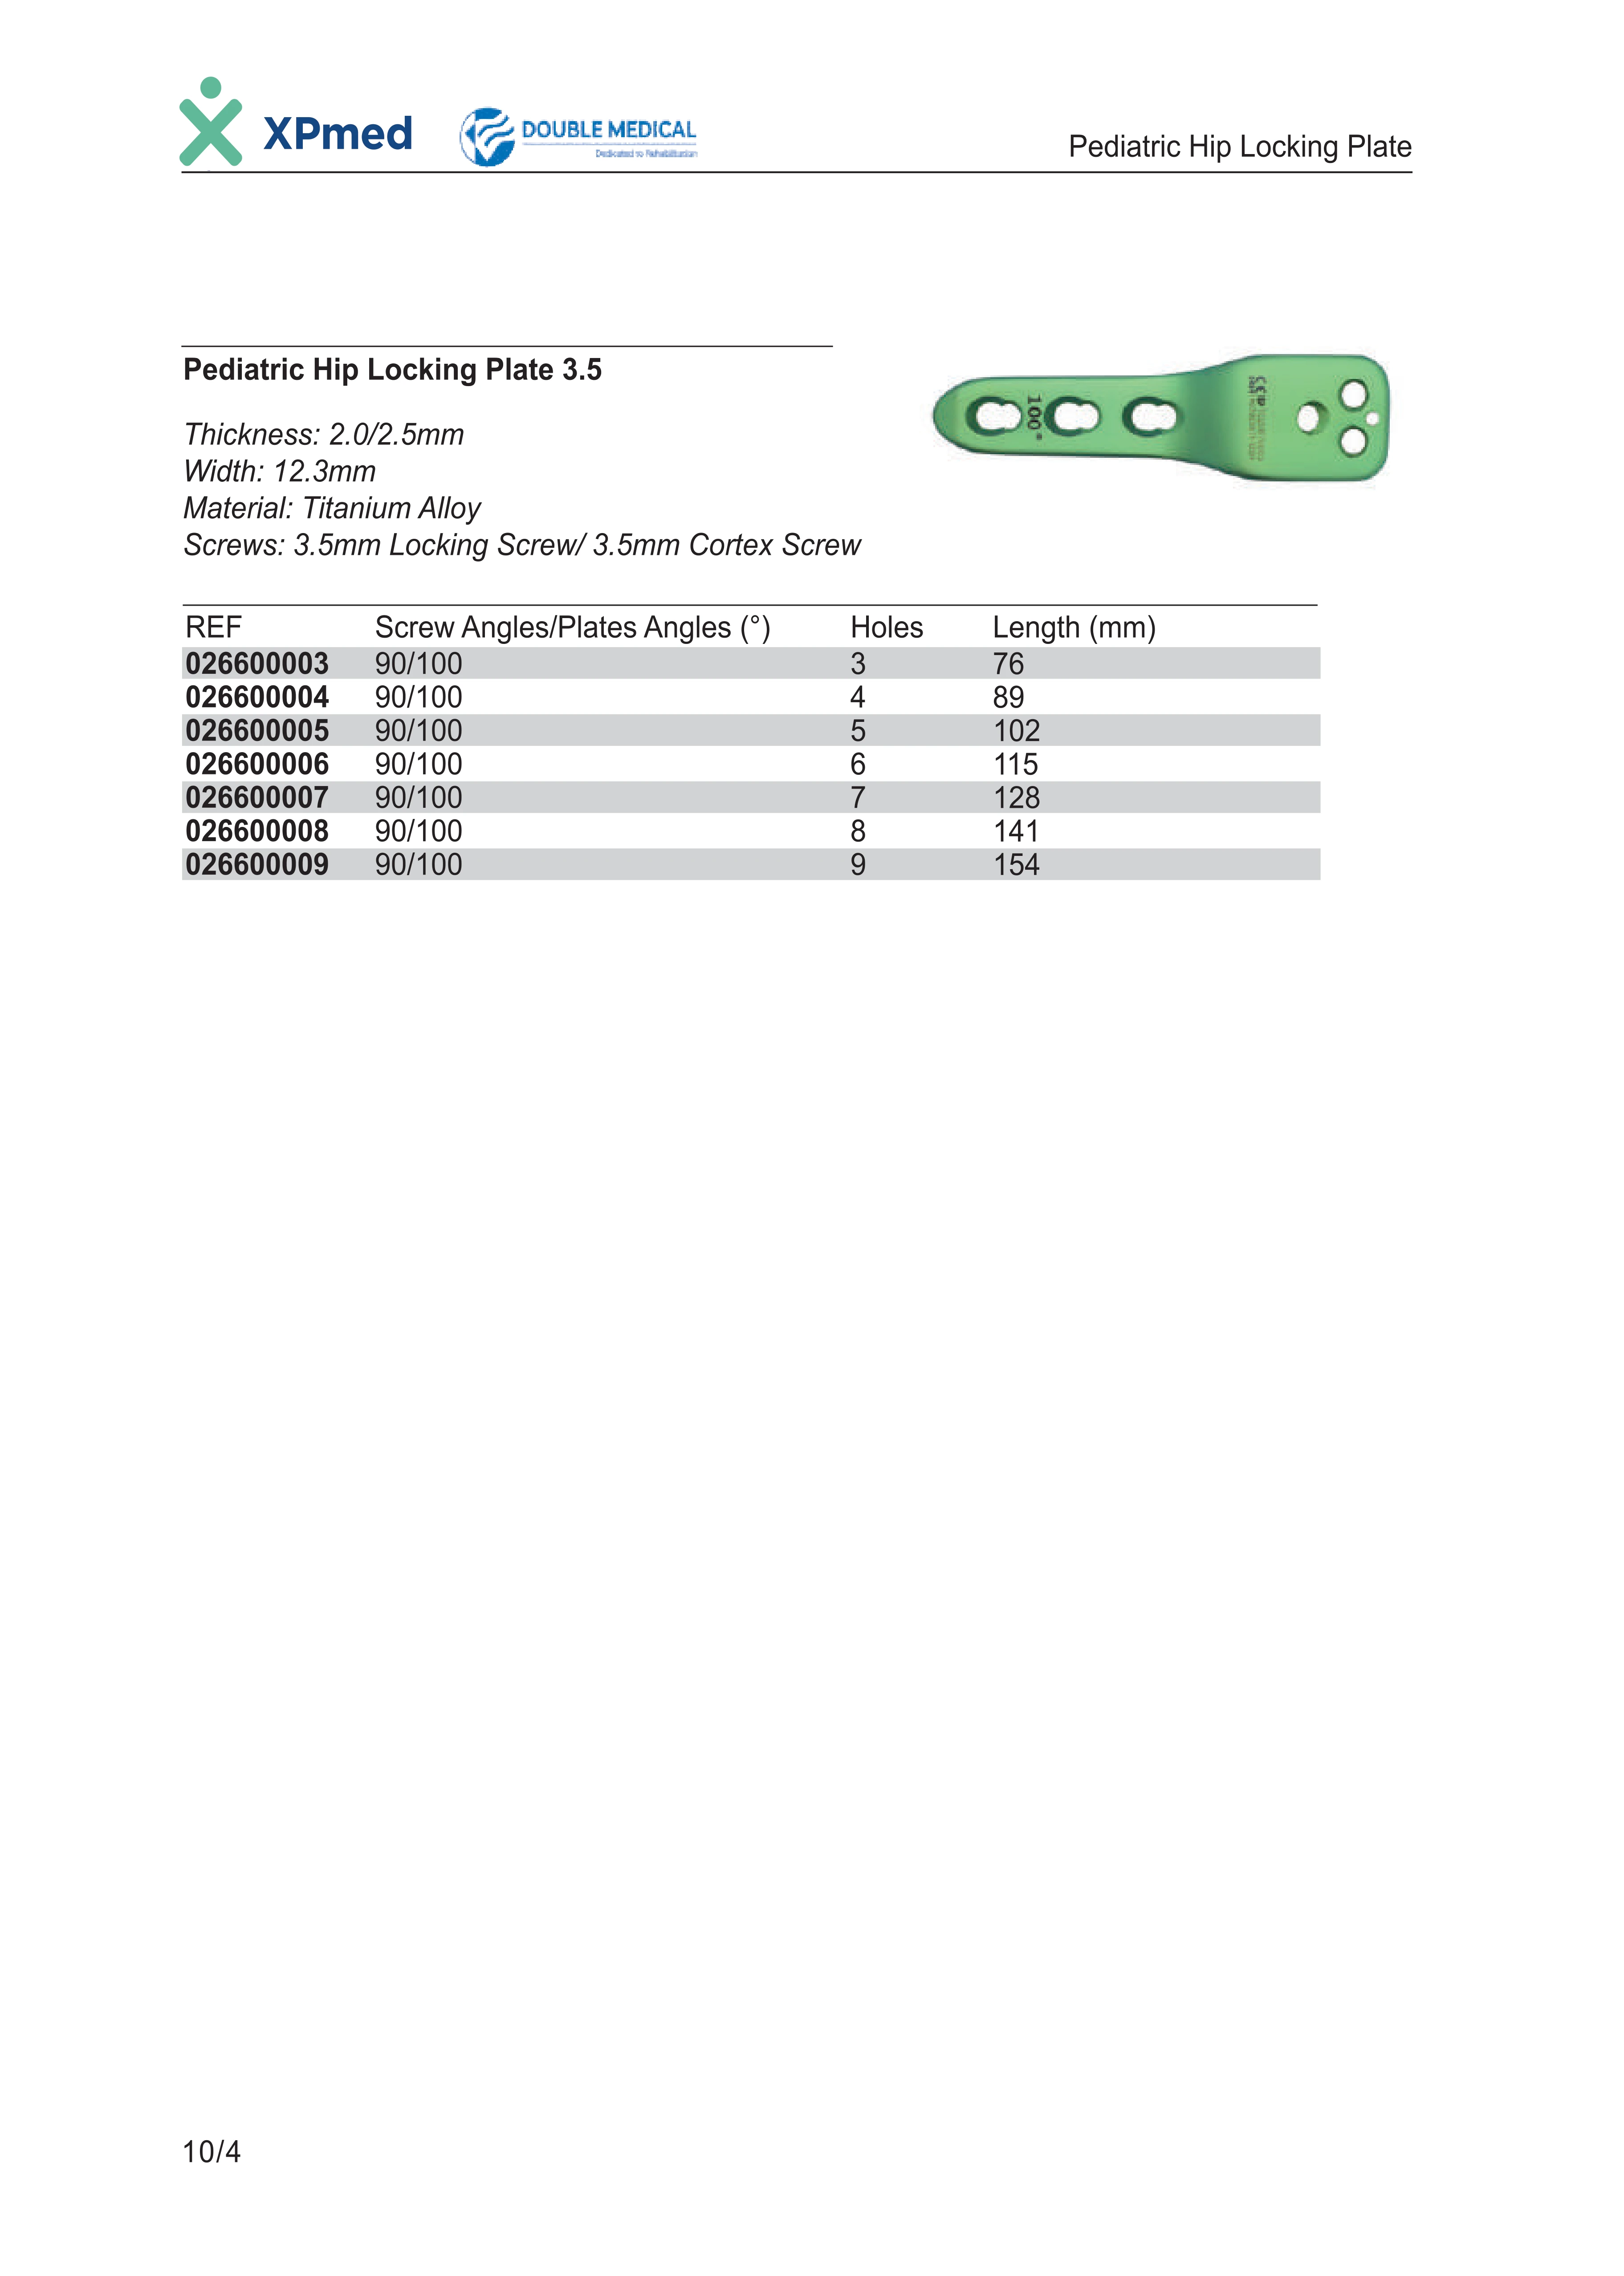 XPmed
DOUBLE MEDICAL
Dedicated to Rehabilitation
Pediatric Hip Locking Plate
Pediatric Hip Locking Plate 3.5
Thickness: 2.0/2.5mm
Width: 12.3mm
Material: Titanium Alloy
Screws: 3.5mm Locking Screw/ 3.5mm Cortex Screw
100°
REF Screw Angles/Plates Angles (°) Holes Length (mm)
026600003 90/100 3 76
026600004 90/100 4 89
026600005 90/100 5 102
026600006 90/100 6 115
026600007 90/100 7 128
026600008 90/100 8 141
026600009 90/100 9 154
10/4